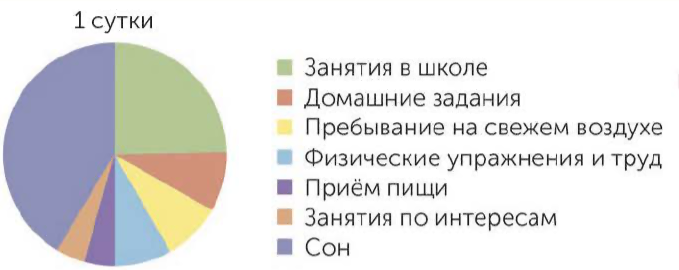 1 сутки
Занятия в школе
Домашние задания
Пребывание на свежем воздухе
Физические упражнения и труд
Приём пищи
Занятия по интересам
Сон